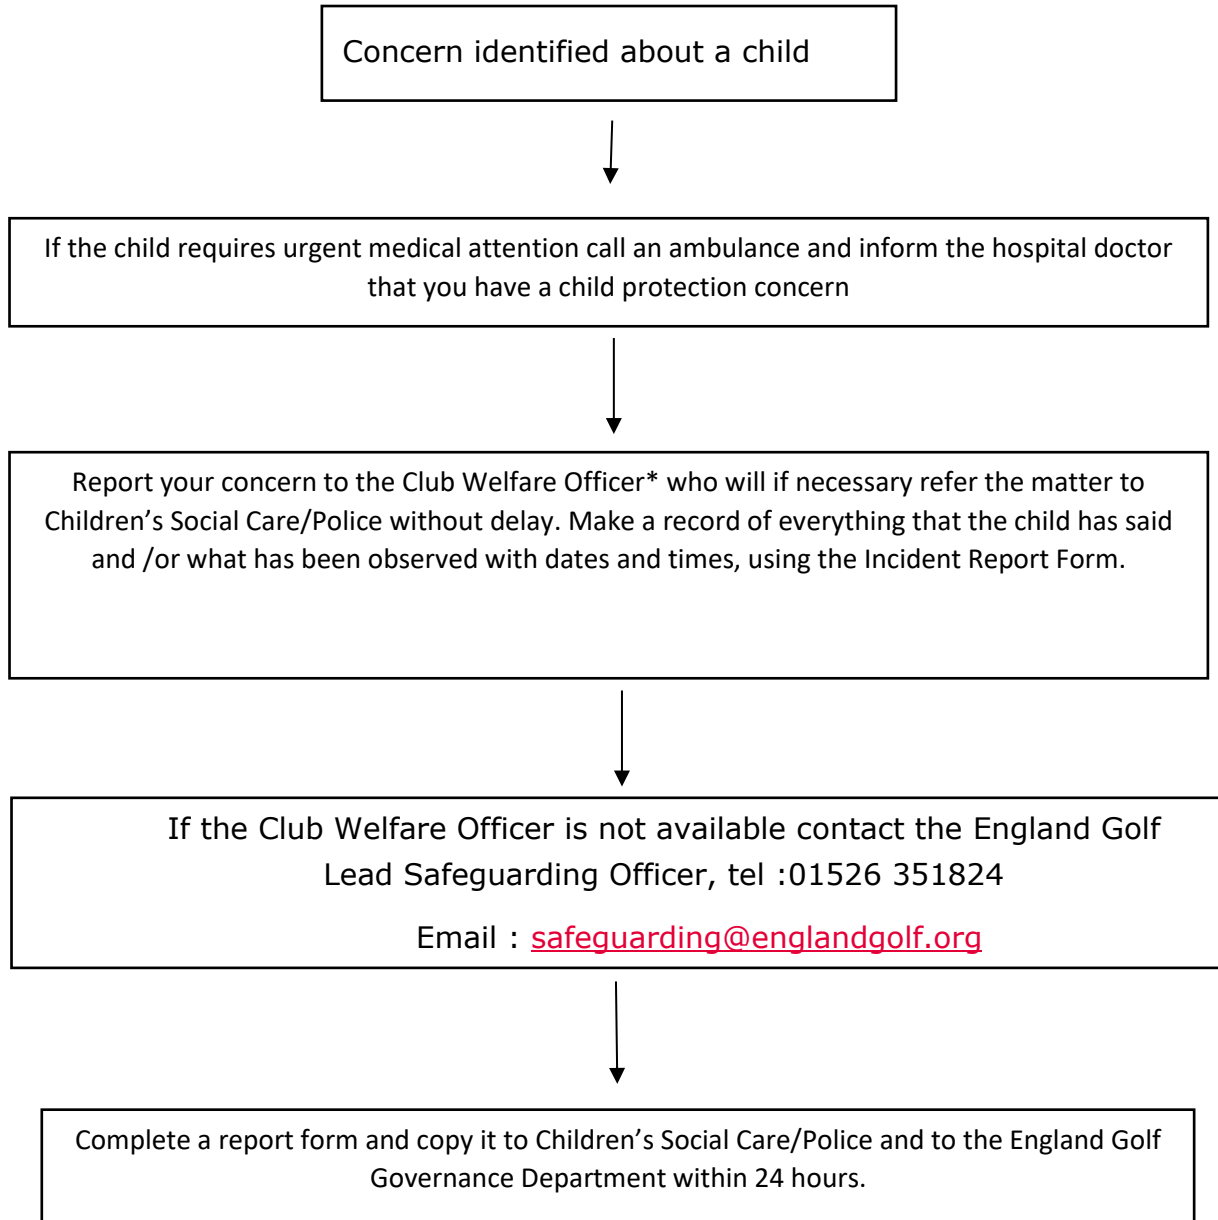 Concern identified about a child
If the child requires urgent medical attention call an ambulance and inform the hospital doctor
that you have a child protection concern
Report your concern to the Club Welfare Officer* who will if necessary refer the matter to
Children’s Social Care/Police without delay. Make a record of everything that the child has said
and /or what has been observed with dates and times, using the Incident Report Form.
If the Club Welfare Officer is not available contact the England Golf
Lead Safeguarding Officer, tel :01526 351824
Email : safeguarding@englandgolf.org
Complete a report form and copy it to Children’s Social Care/Police and to the England Golf
Governance Department within 24 hours.